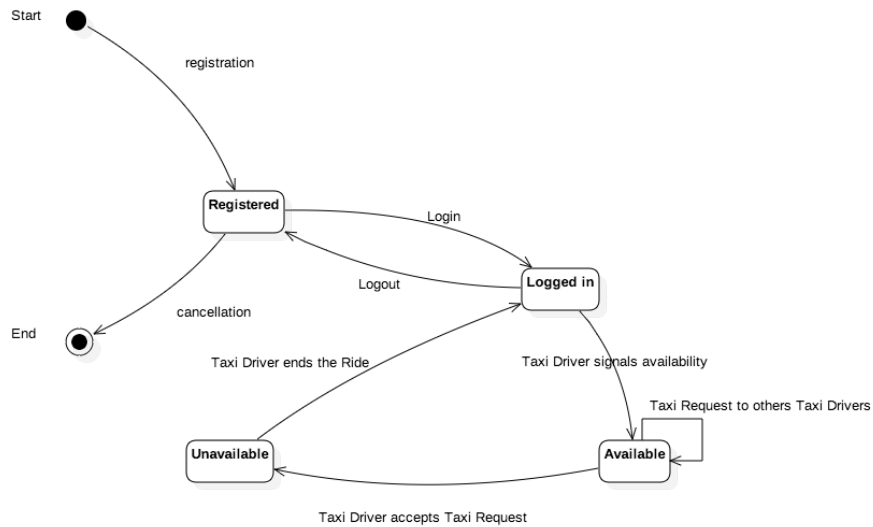 Start
registration
Registered
Login
Logged in
Logout
cancellation
End
Taxi Driver ends the Ride
Taxi Driver signals availability
Taxi Request to others Taxi Drivers
Unavailable
Available
Taxi Driver accepts Taxi Request